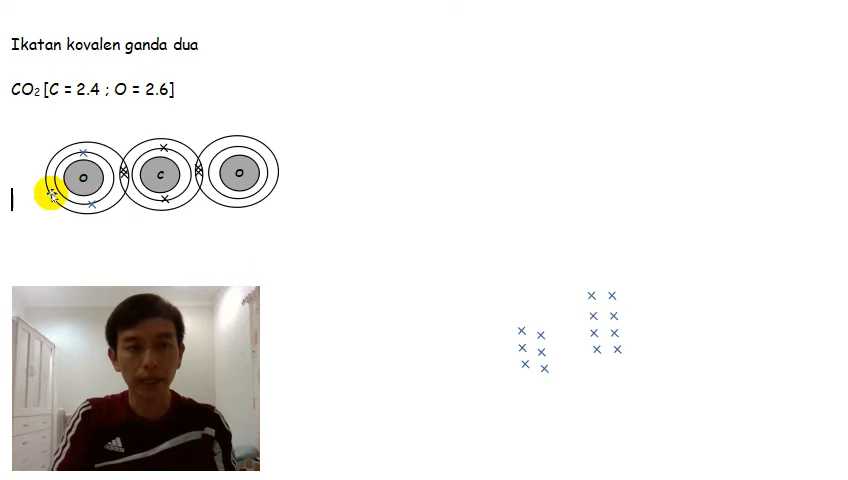 Ikatan kovalen ganda dua
CO₂ [C = 2.4 ; O = 2.6]
O C O